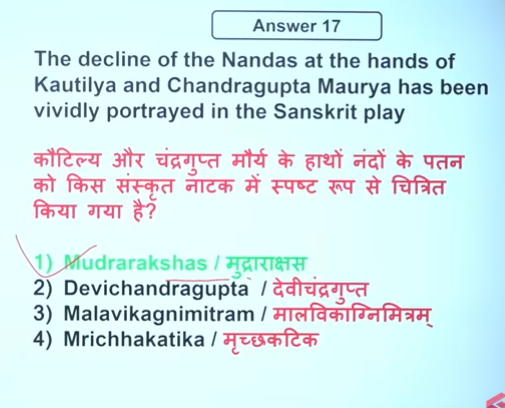 Answer 17
The decline of the Nandas at the hands of
Kautilya and Chandragupta Maurya has been
vividly portrayed in the Sanskrit play
कौटिल्य और चंद्रगुप्त मौर्य के हाथों नंदों के पतन
को किस संस्कृत नाटक में स्पष्ट रूप से चित्रित
किया गया है?
1) Mudrarakshas / मुद्राराक्षस
2) Devichandragupta / देवीचंद्रगुप्त
3) Malavikagnimitram / मालविकाग्निमित्रम्
4) Mrichhakatika / मृच्छकटिक